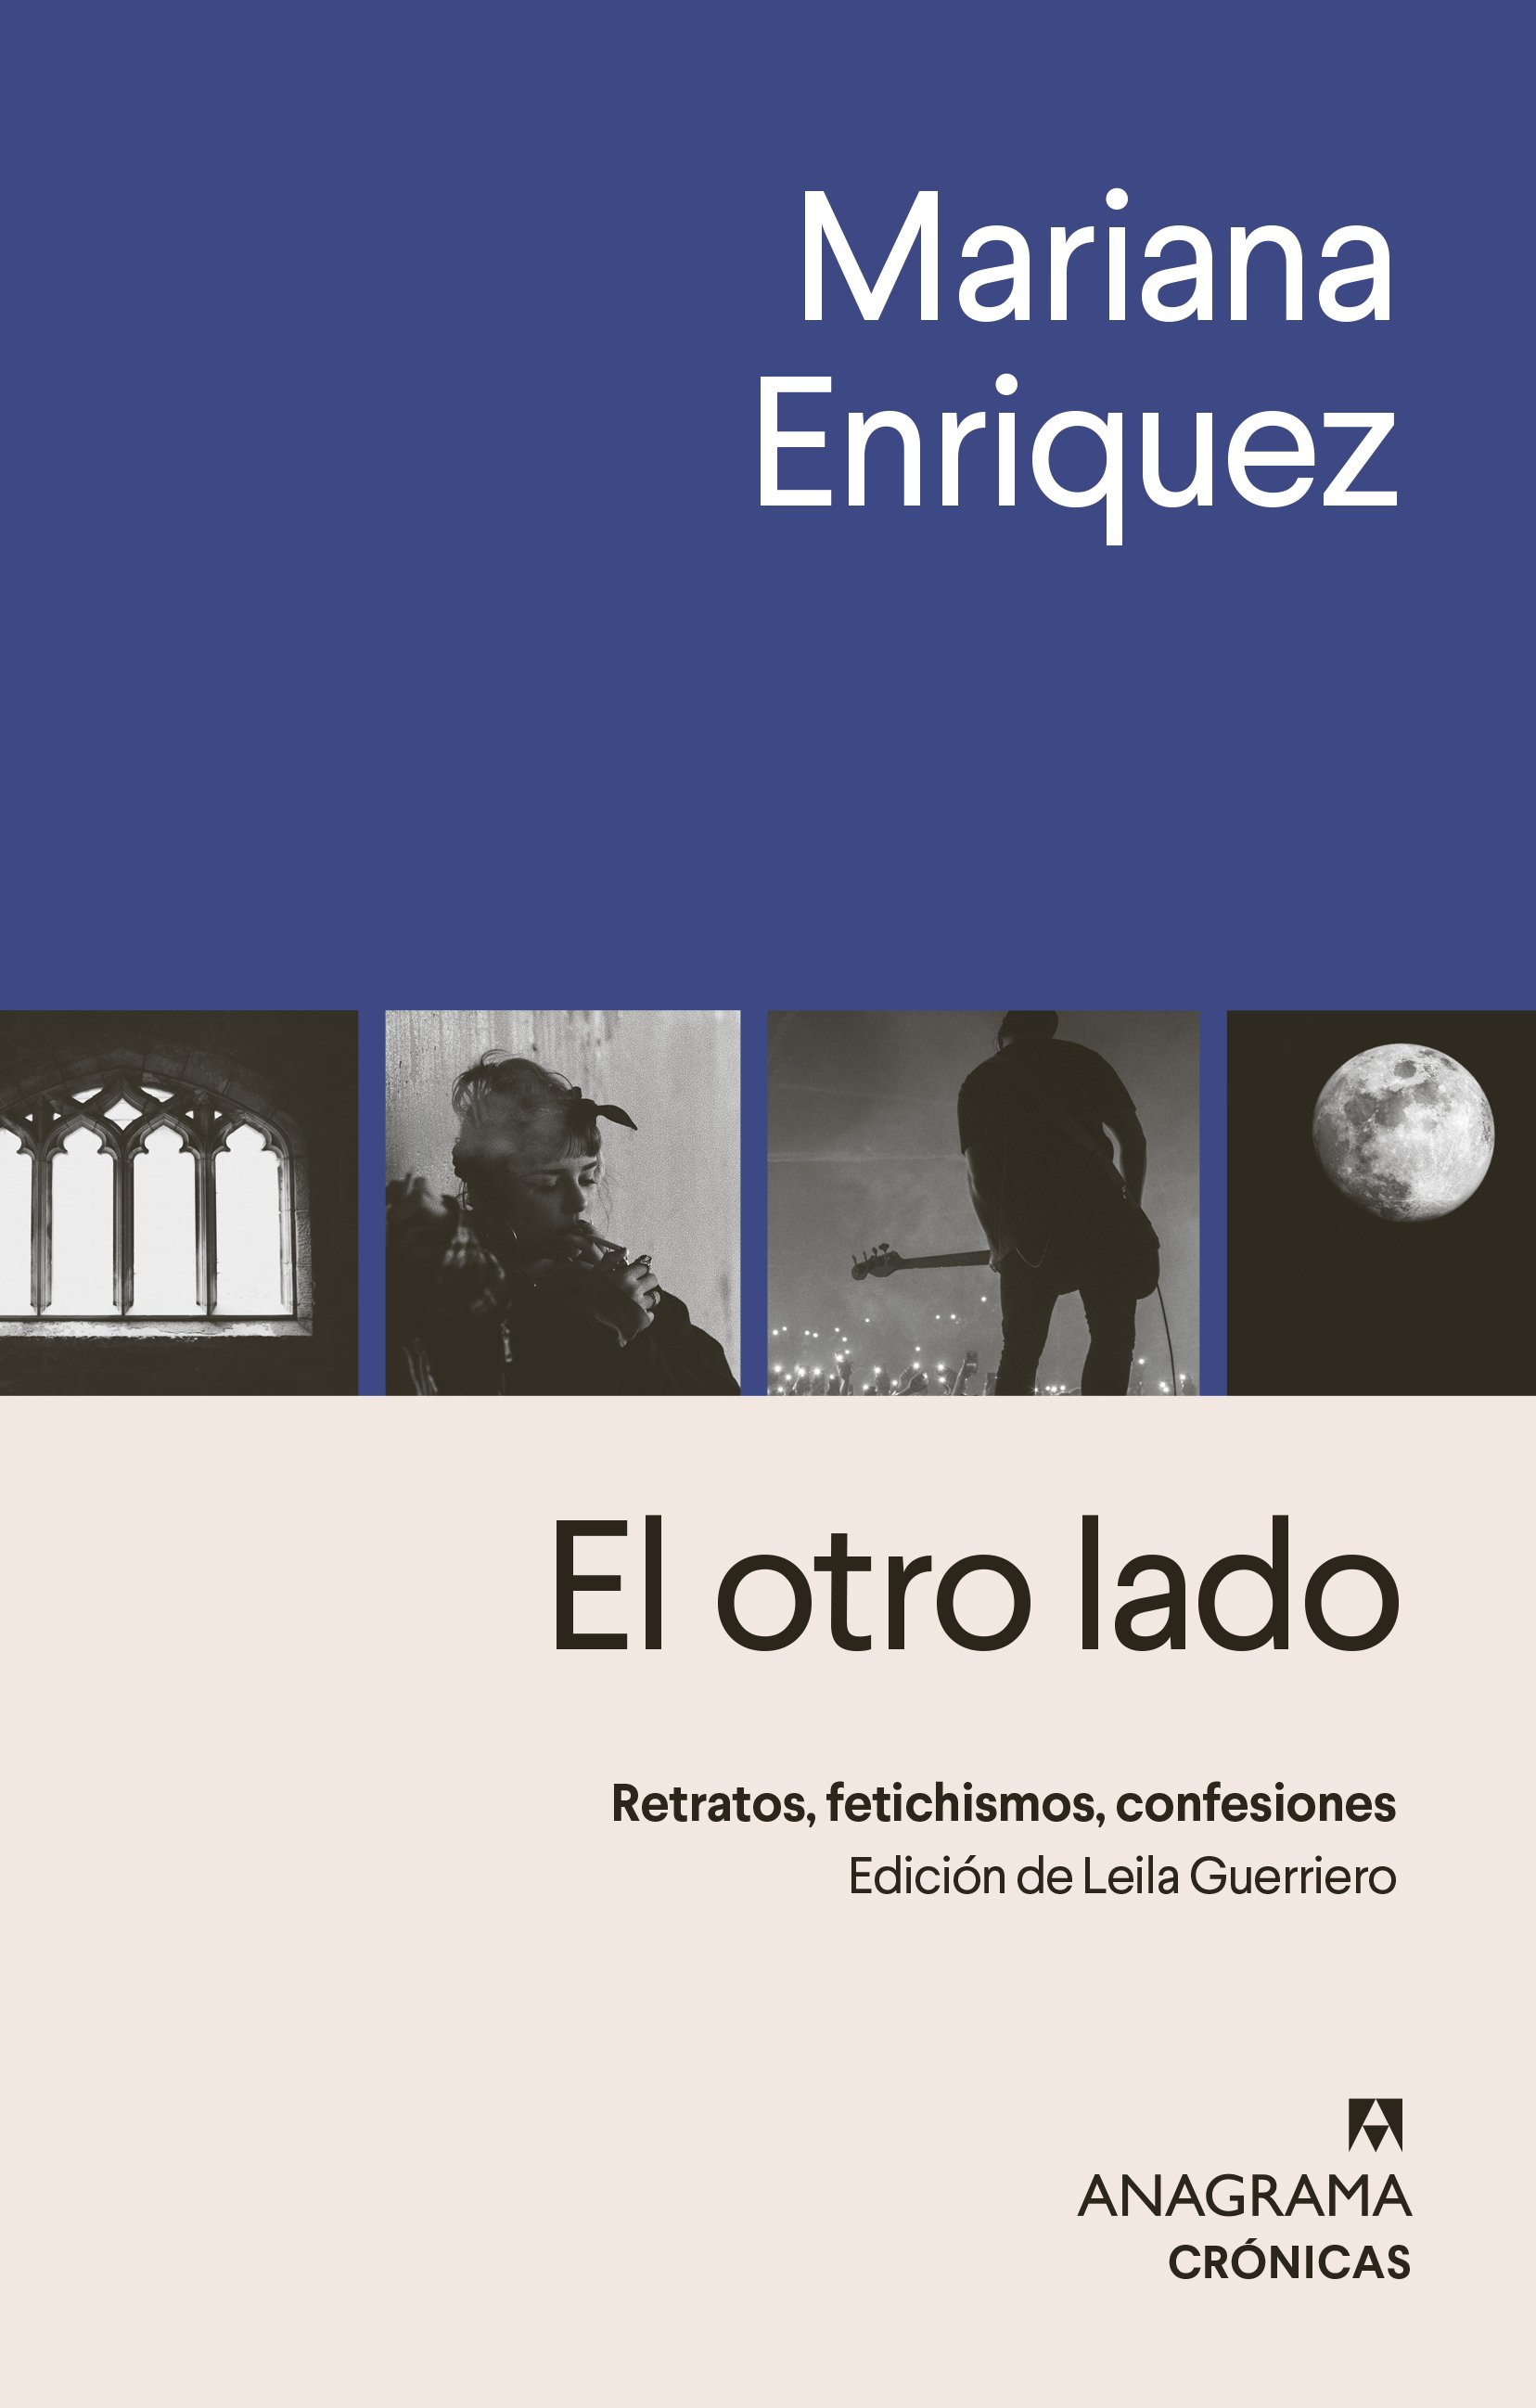 Mariana
Enriquez
El otro lado
Retratos, fetichismos, confesiones
Edición de Leila Guerriero
ANAGRAMA
CRÓNICAS